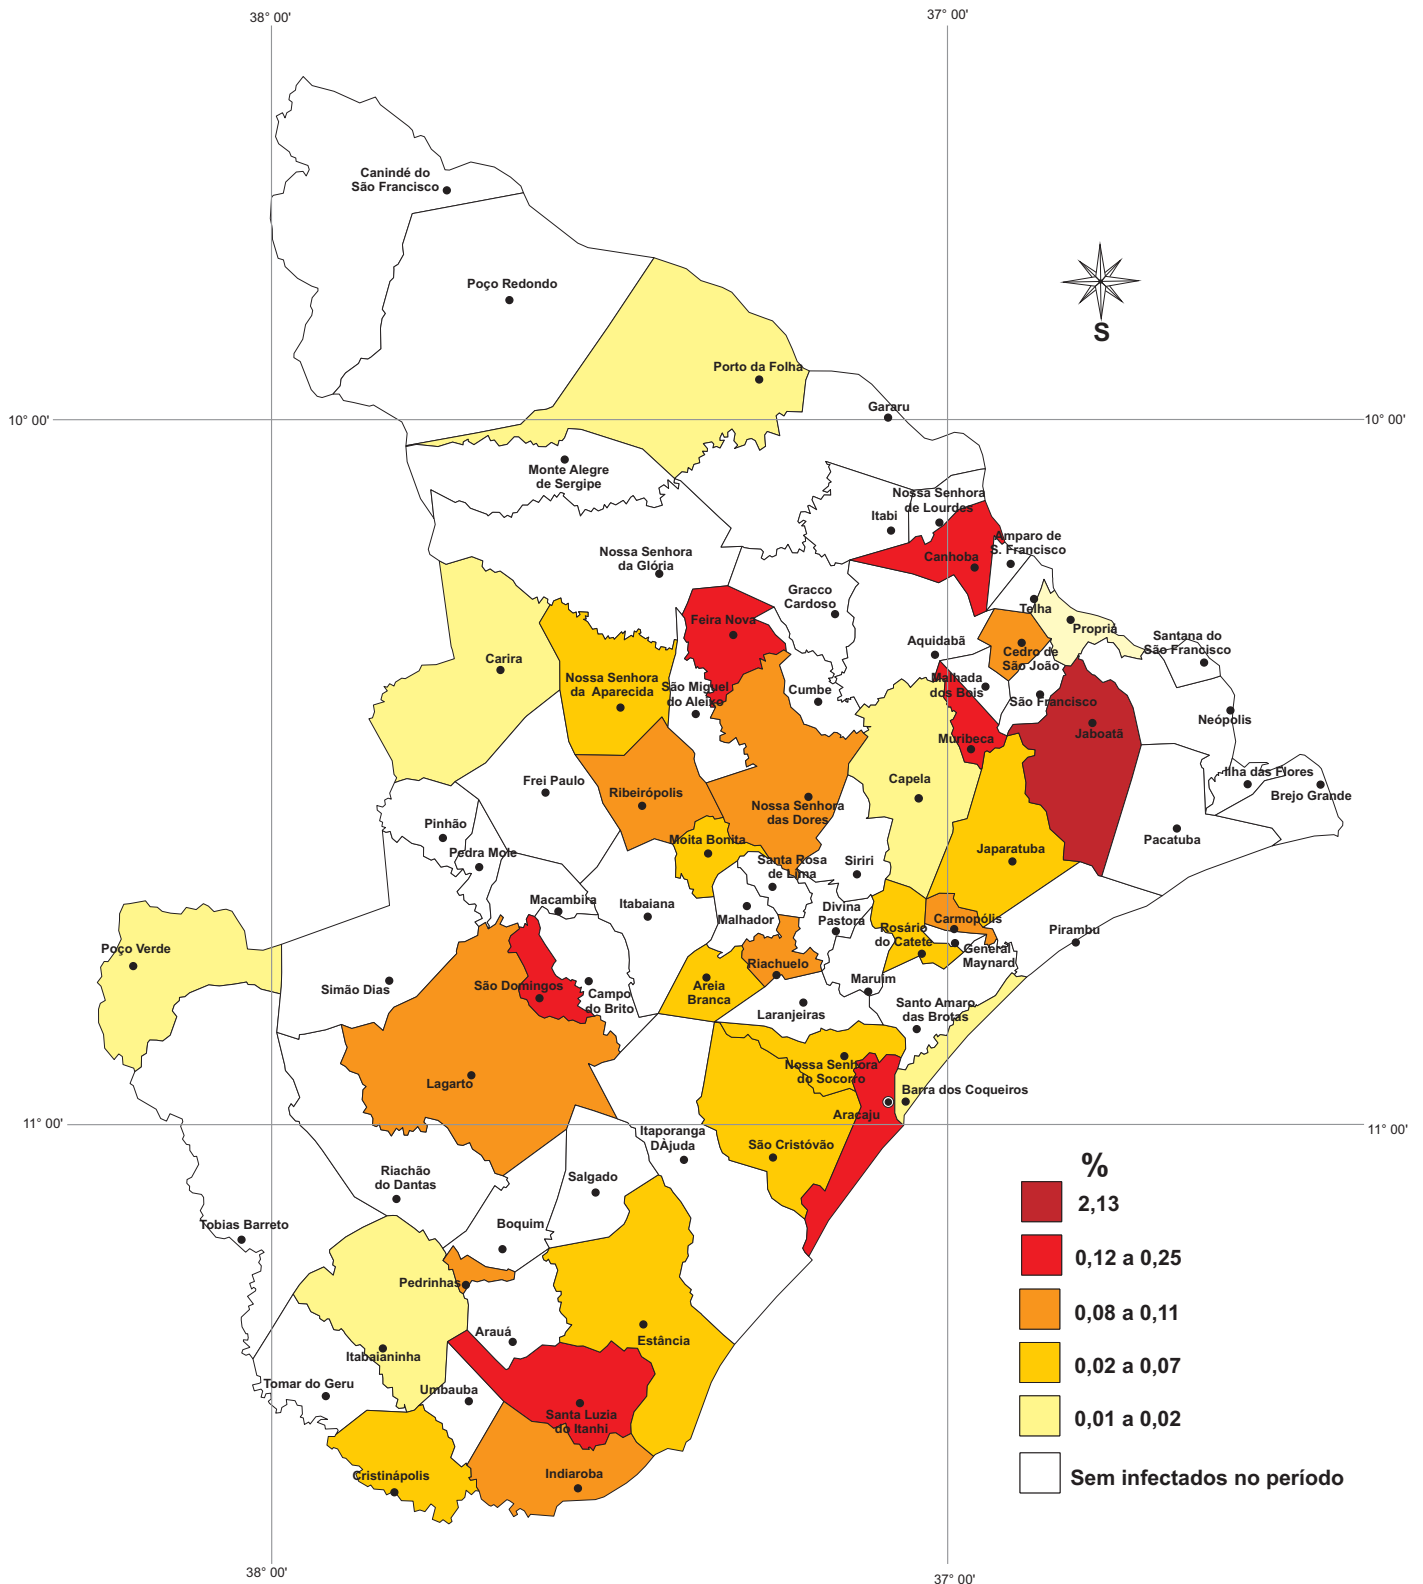 38° 00'
37° 00'
Canindé do
São Francisco
Poço Redondo
S
Porto da Folha
10° 00'
Gararu
10° 00'
Monte Alegre
de Sergipe
Nossa Senhora
de Lourdes
Itabi
Amparo de
S. Francisco
Canhoba
Nossa Senhora
da Glória
Gracco
Cardoso
Telha
Feira Nova
Propriá
Santana do
São Francisco
Aquidabã
Cedro de
São João
Carira
Nossa Senhora
da Aparecida
São Miguel
do Aleixo
Cumbe
Malhada
dos Bois
São Francisco
Neópolis
Muribeca
Jaboatã
Frei Paulo
Ribeirópolis
Capela
Ilha das Flores
Brejo Grande
Nossa Senhora
das Dores
Pinhão
Pedra Mole
Moita Bonita
Japaratuba
Pacatuba
Santa Rosa
de Lima
Siriri
Macambira
Itabaiana
Malhador
Divina
Pastora
Carmopólis
Rosário
do Catete
Pirambu
Poço Verde
General
Maynard
Riachuelo
Simão Dias
São Domingos
Campo
do Brito
Areia
Branca
Maruim
Laranjeiras
Santo Amaro
das Brotas
Nossa Senhora
do Socorro
Lagarto
Barra dos Coqueiros
Aracaju
11° 00'
11° 00'
Itaporanga
DÀjuda
São Cristóvão
Riachão
do Dantas
Salgado
%
2,13
Tobias Barreto
Boquim
0,12 a 0,25
Pedrinhas
0,08 a 0,11
Arauá
Estância
Itabaianinha
0,02 a 0,07
Tomar do Geru
Umbauba
Santa Luzia
do Itanhi
0,01 a 0,02
Cristinápolis
Indiaroba
Sem infectados no período
38° 00'
37° 00'